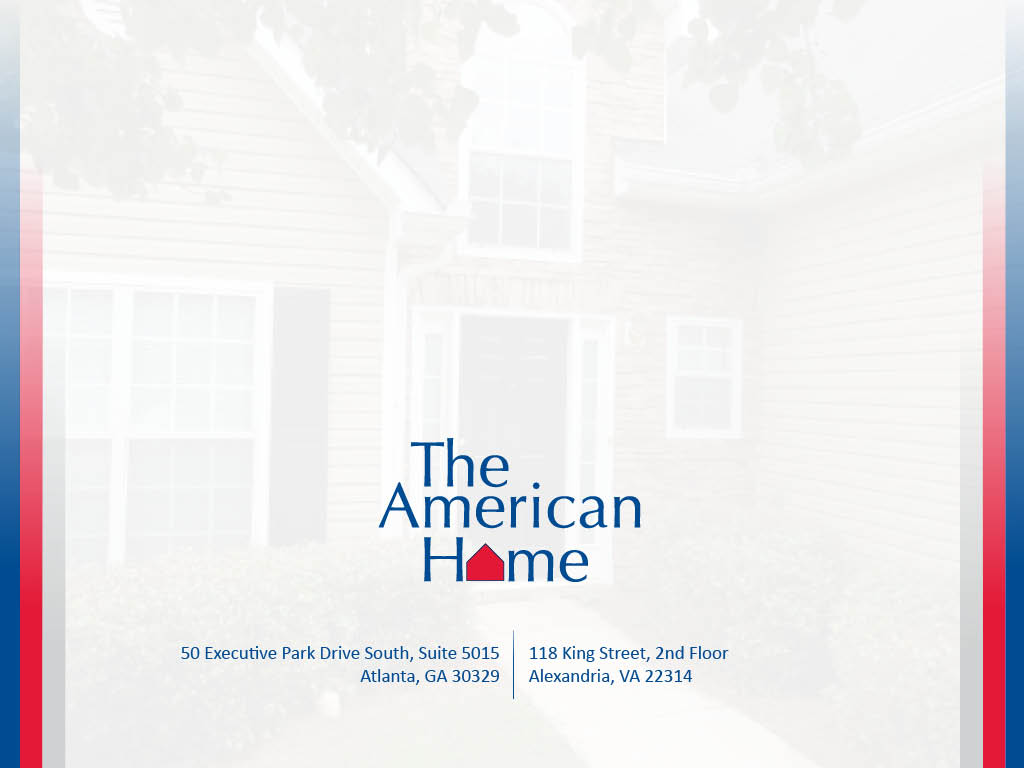 The
American
Home
50 Executive Park Drive South, Suite 5015
Atlanta, GA 30329
118 King Street, 2nd Floor
Alexandria, VA 22314